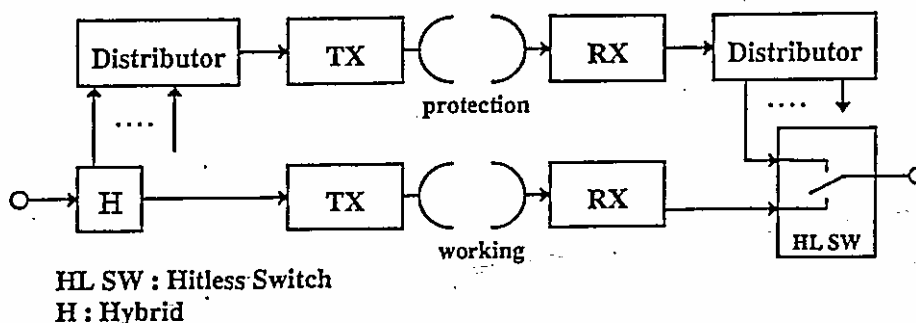 Distributor
TX
RX
Distributor
protection
....
....
H
TX
RX
HL SW
working
HL SW : Hitless Switch
H : Hybrid